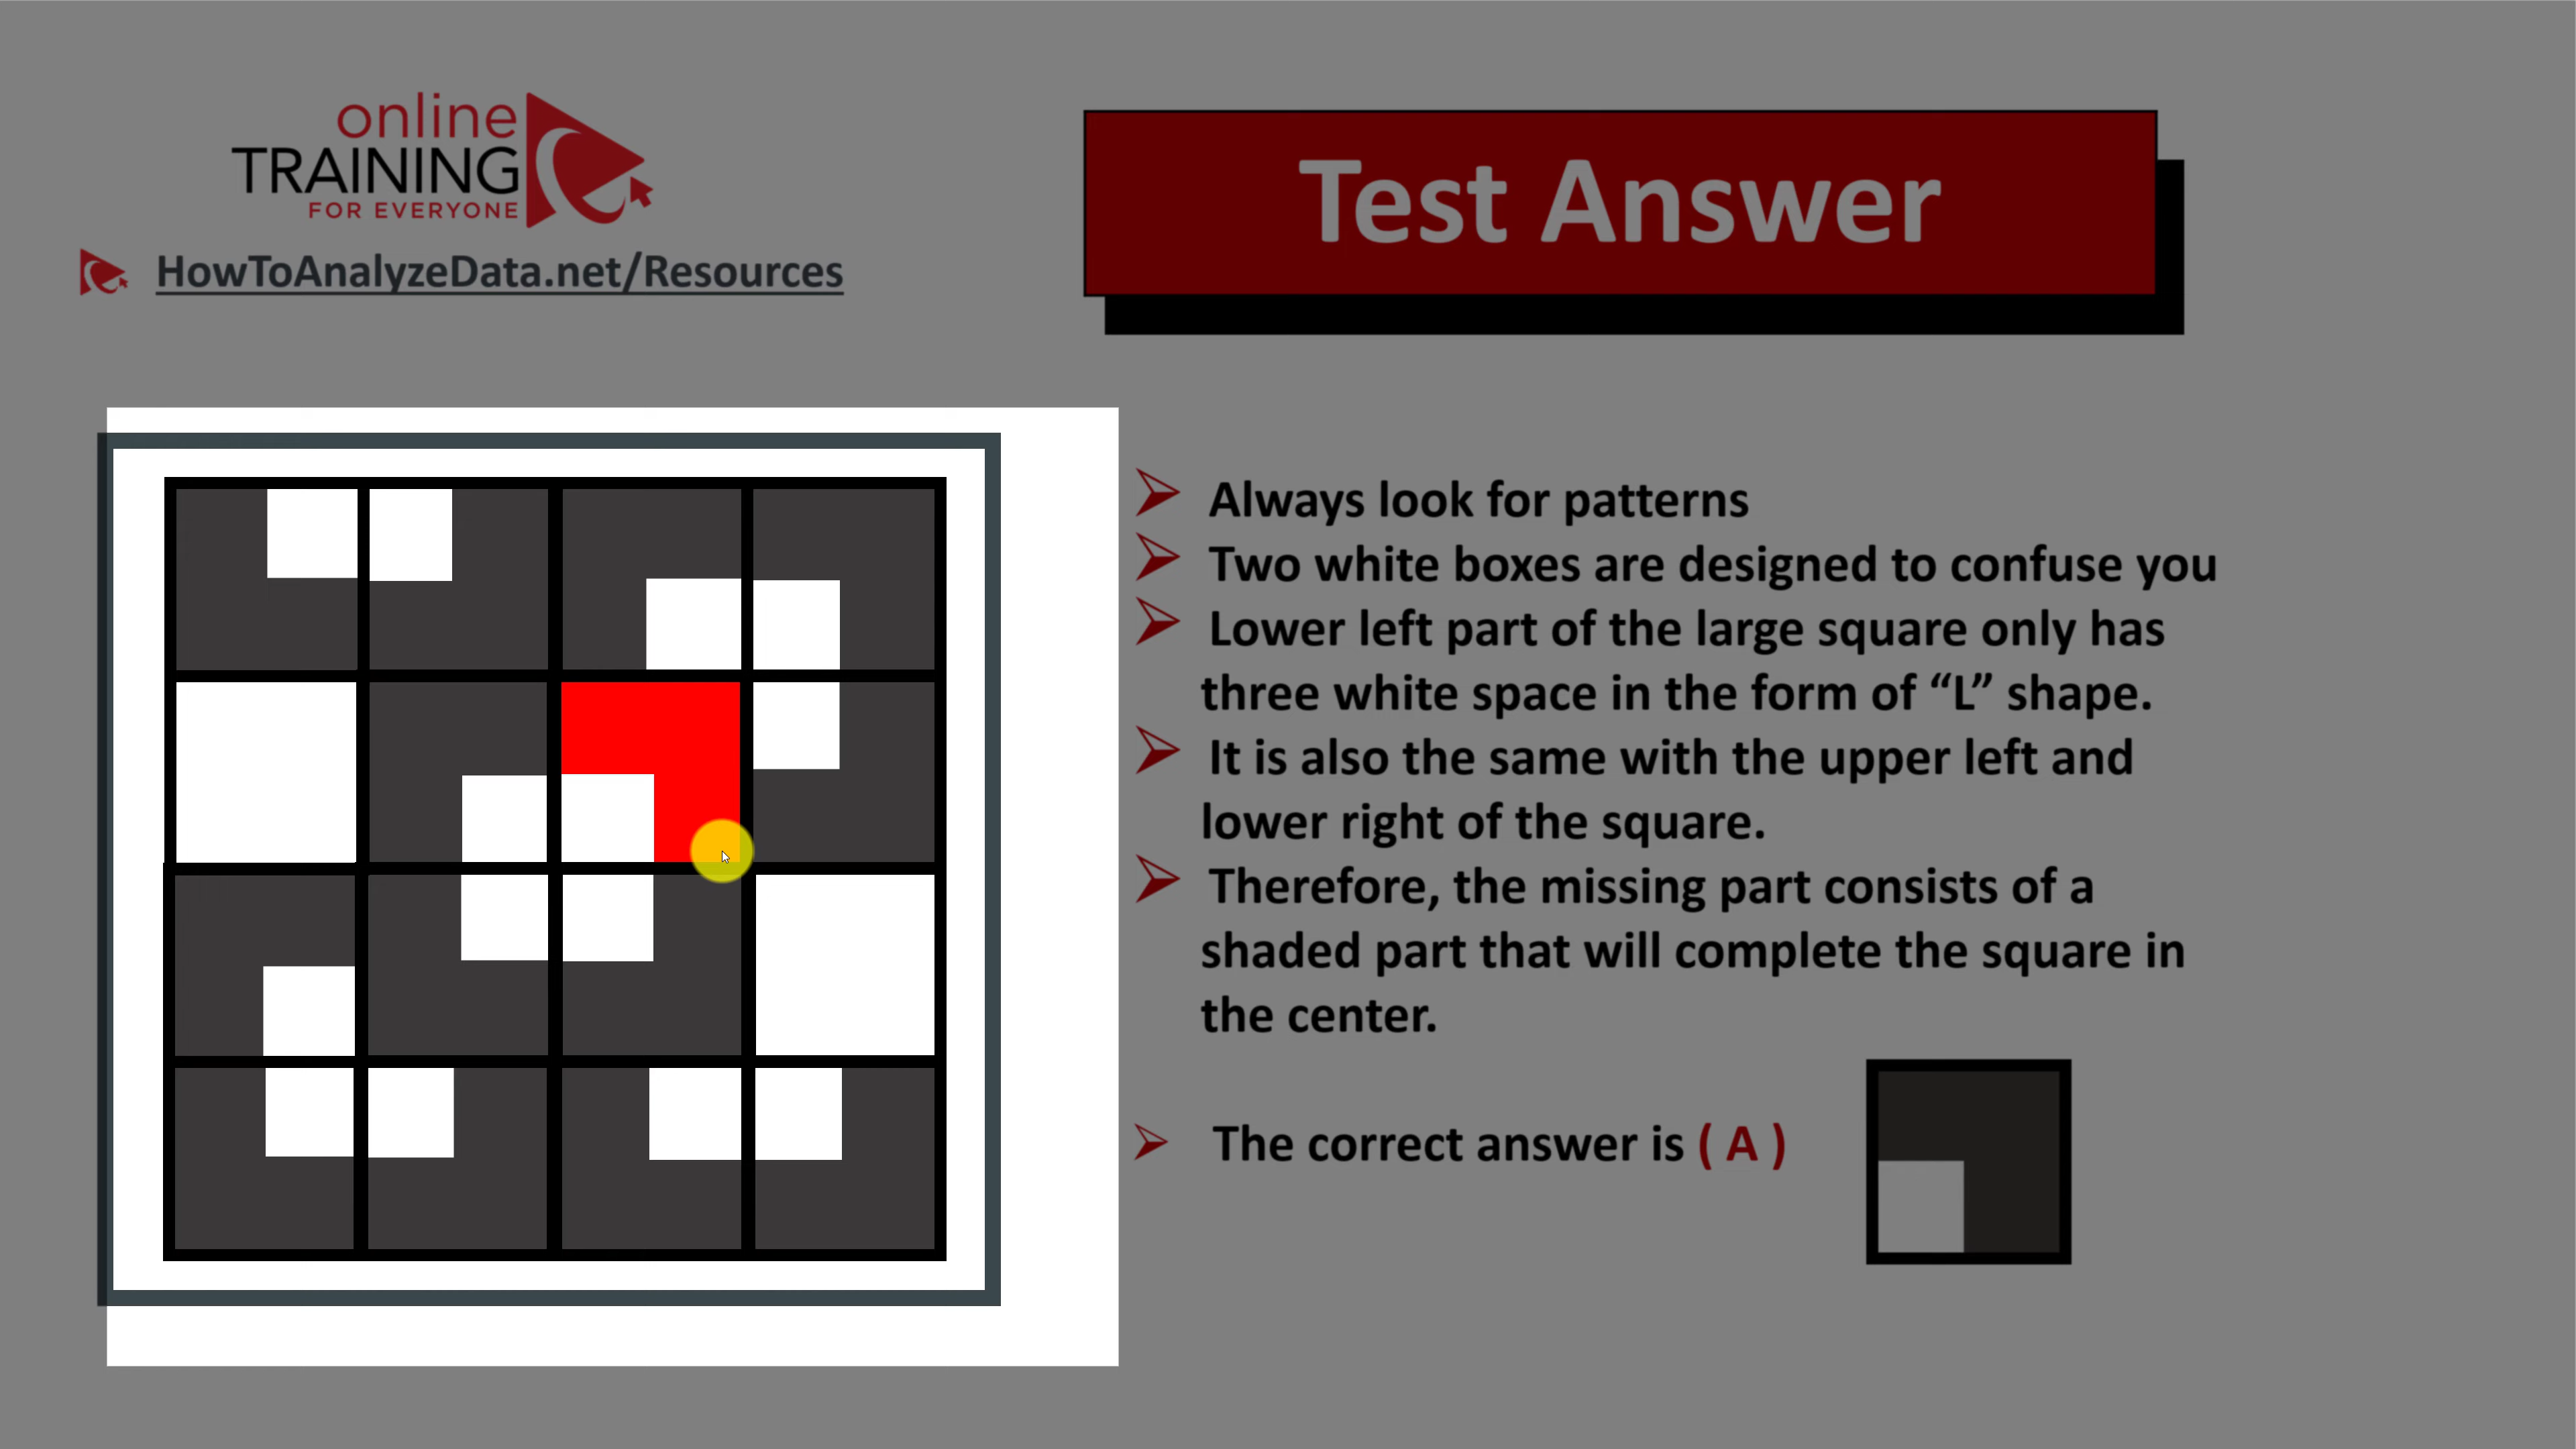 online
TRAINING
FOR EVERYONE
HowToAnalyzeData.net/Resources
Test Answer
Always look for patterns
Two white boxes are designed to confuse you
Lower left part of the large square only has
three white space in the form of “L” shape.
It is also the same with the upper left and
lower right of the square.
Therefore, the missing part consists of a
shaded part that will complete the square in
the center.
The correct answer is ( A )